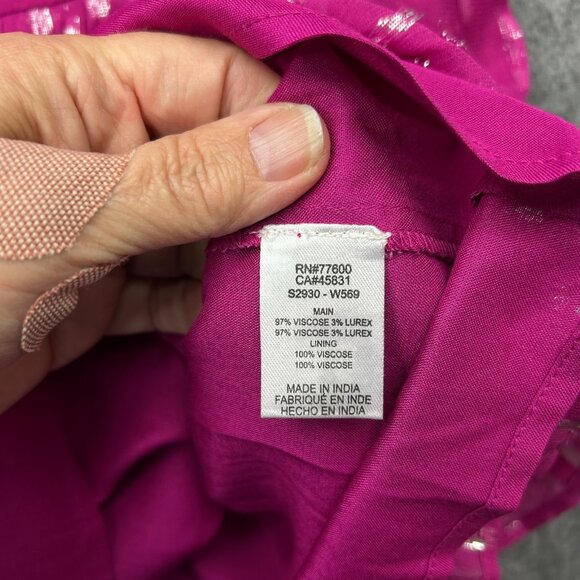 RN#77600
CA#45831
S2930 - W569
MAIN
97% VISCOSE 3% LUREX
97% VISCOSE 3% LUREX
LINING
100% VISCOSE
100% VISCOSE
MADE IN INDIA
FABRIQUÉ EN INDE
HECHO EN INDIA